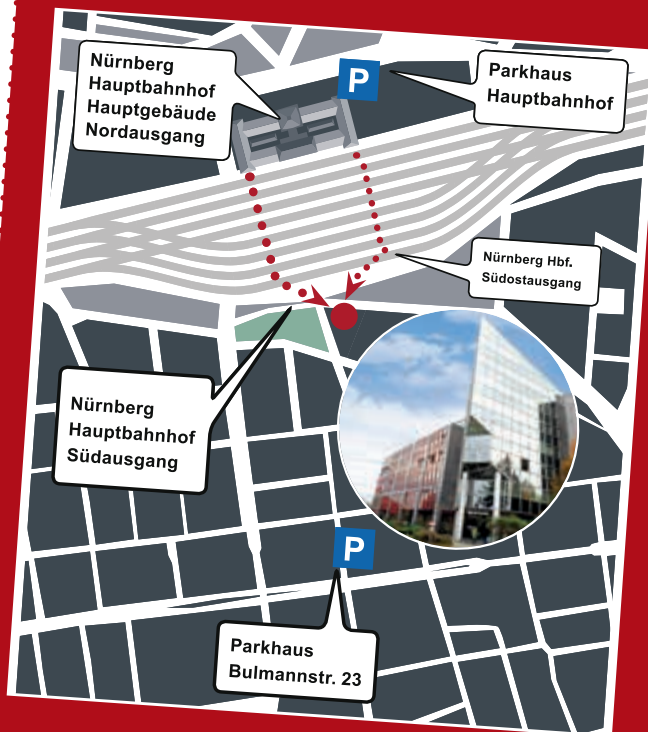 Nürnberg
Hauptbahnhof
Hauptgebäude
Nordausgang
P
Parkhaus
Hauptbahnhof
Nürnberg Hbf.
Südostausgang
Nürnberg
Hauptbahnhof
Südausgang
P
Parkhaus
Bulmannstr. 23